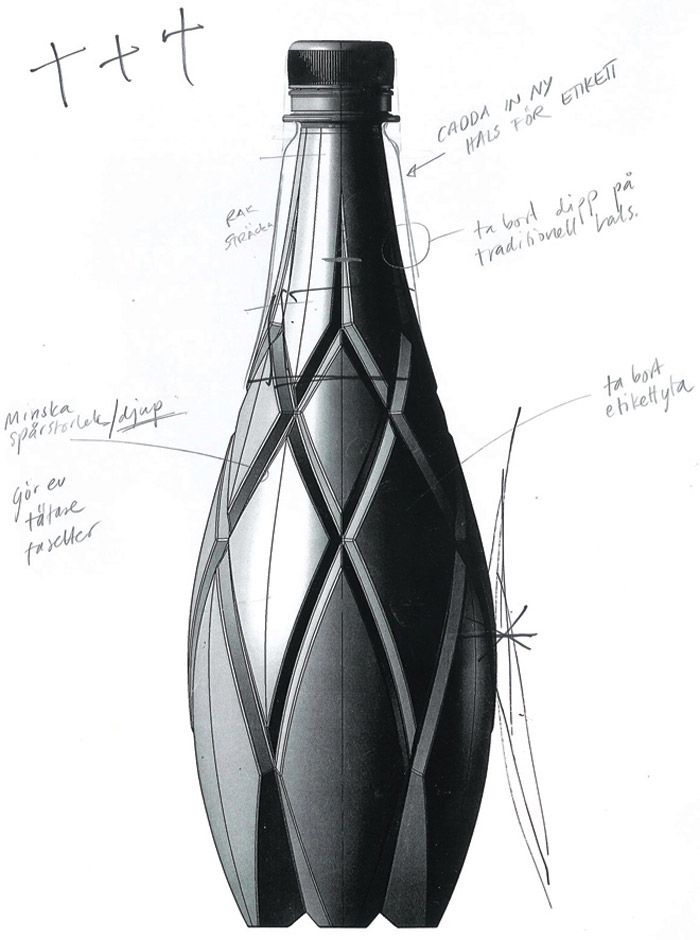 + + +
CADDA IN NY
HALS FÖR ETIKETT
RAK
STRÄCKA
ta bort dipp på
traditionell hals.
ta bort
etikettyta
Minska
spårstorlek/djup.
gör ev
tätare
facetter